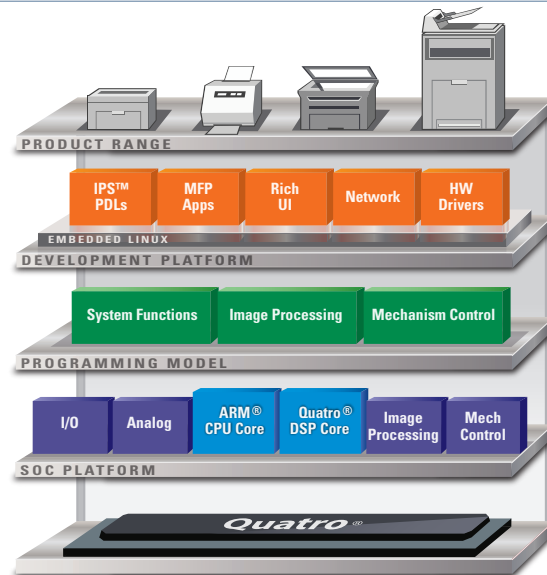 PRODUCT RANGE
IPS™ PDLs
MFP Apps
Rich UI
Network
HW Drivers
EMBEDDED LINUX
DEVELOPMENT PLATFORM
System Functions
Image Processing
Mechanism Control
PROGRAMMING MODEL
I/O
Analog
ARM® CPU Core
Quatro® DSP Core
Image Processing
Mech Control
SOC PLATFORM
Quatro®